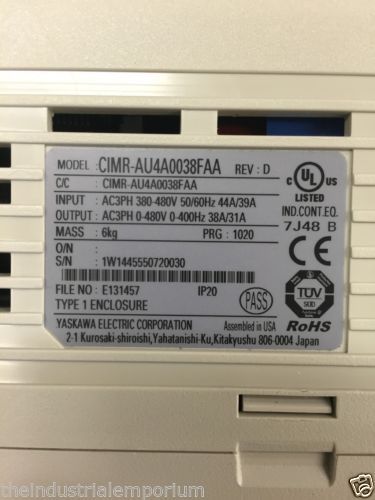 MODEL : CIMR-AU4A0038FAA REV : D
C/C : CIMR-AU4A0038FAA
INPUT : AC3PH 380-480V 50/60Hz 44A/39A
OUTPUT : AC3PH 0-480V 0-400Hz 38A/31A
MASS : 6kg PRG : 1020
O/N :
S/N : 1W1445550720030
FILE NO : E131457 IP20
TYPE 1 ENCLOSURE
PASS
YASKAWA ELECTRIC CORPORATION Assembled in USA
2-1 Kurosaki-shiroishi,Yahatanishi-Ku,Kitakyushu 806-0004 Japan
C UL US
LISTED
IND.CONT.EQ.
7J48 B
TÜV
SÜD
RoHS
theindustrialemporium